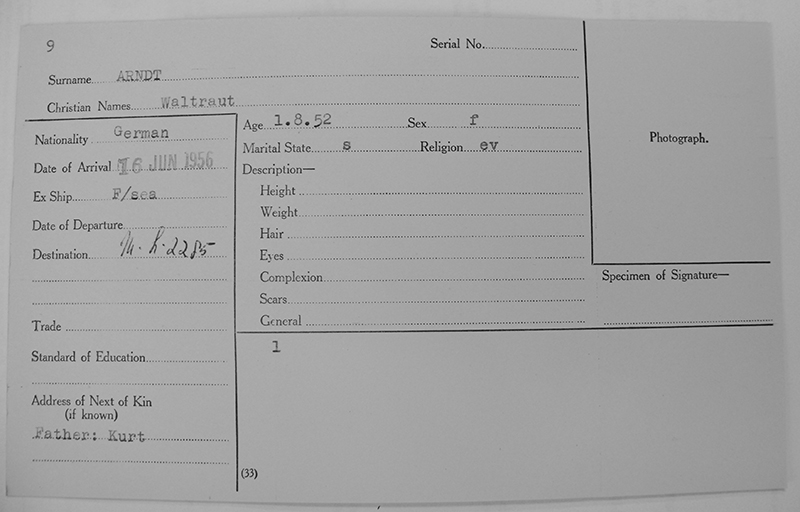 9
Serial No.
Surname ARNDT
Christian Names Waltraut
Nationality German
Date of Arrival 16 JUN 1956
Ex Ship F/sea
Date of Departure
Destination
Trade
Standard of Education
Address of Next of Kin
(if known)
Father: Kurt
Age 1.8.52 Sex f
Marital State s Religion ev
Description—
Height
Weight
Hair
Eyes
Complexion
Scars
General
1
(33)
Photograph.
Specimen of Signature—